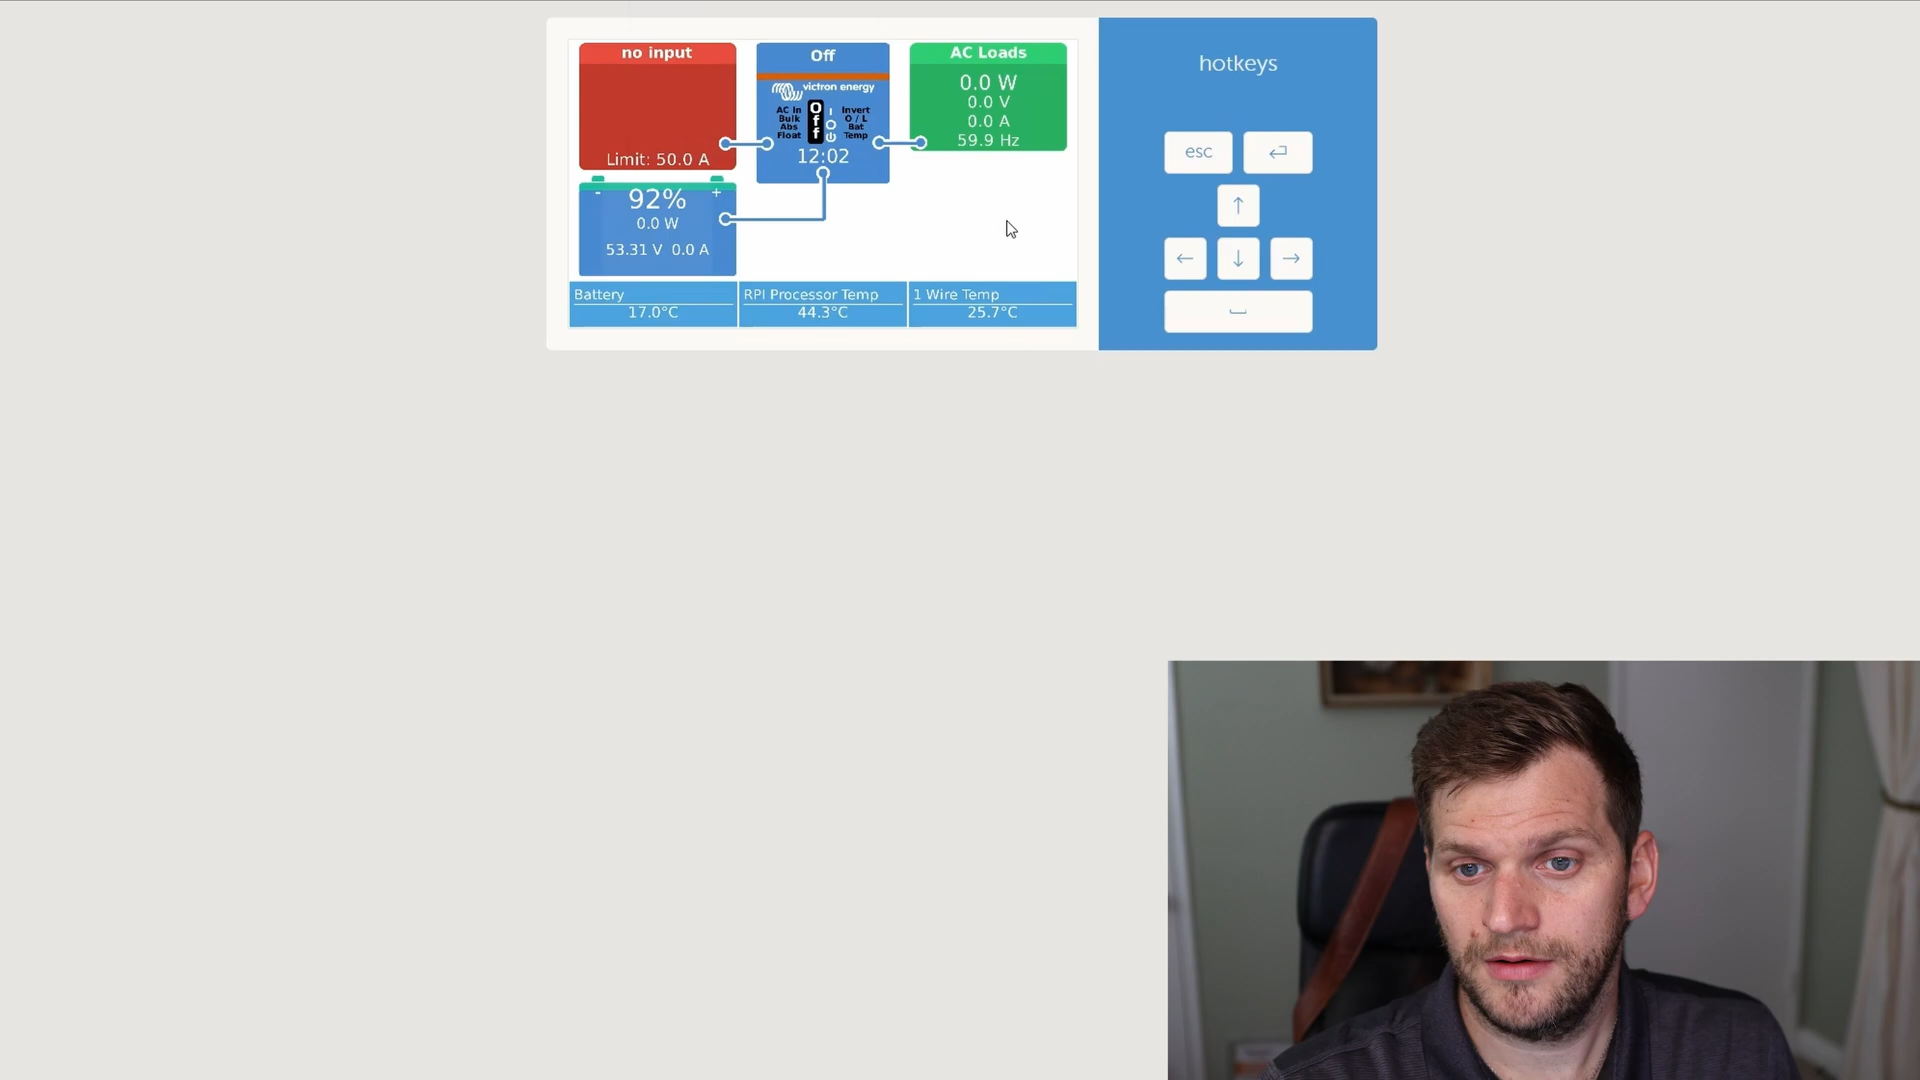 no input
Limit: 50.0 A
Off
victron energy
AC In
Bulk
Abs
Float
Off
Invert
O / L
Bat
Temp
12:02
AC Loads
0.0 W
0.0 V
0.0 A
59.9 Hz
- +
92%
0.0 W
53.31 V 0.0 A
Battery
17.0°C
RPI Processor Temp
44.3°C
1 Wire Temp
25.7°C
hotkeys
esc